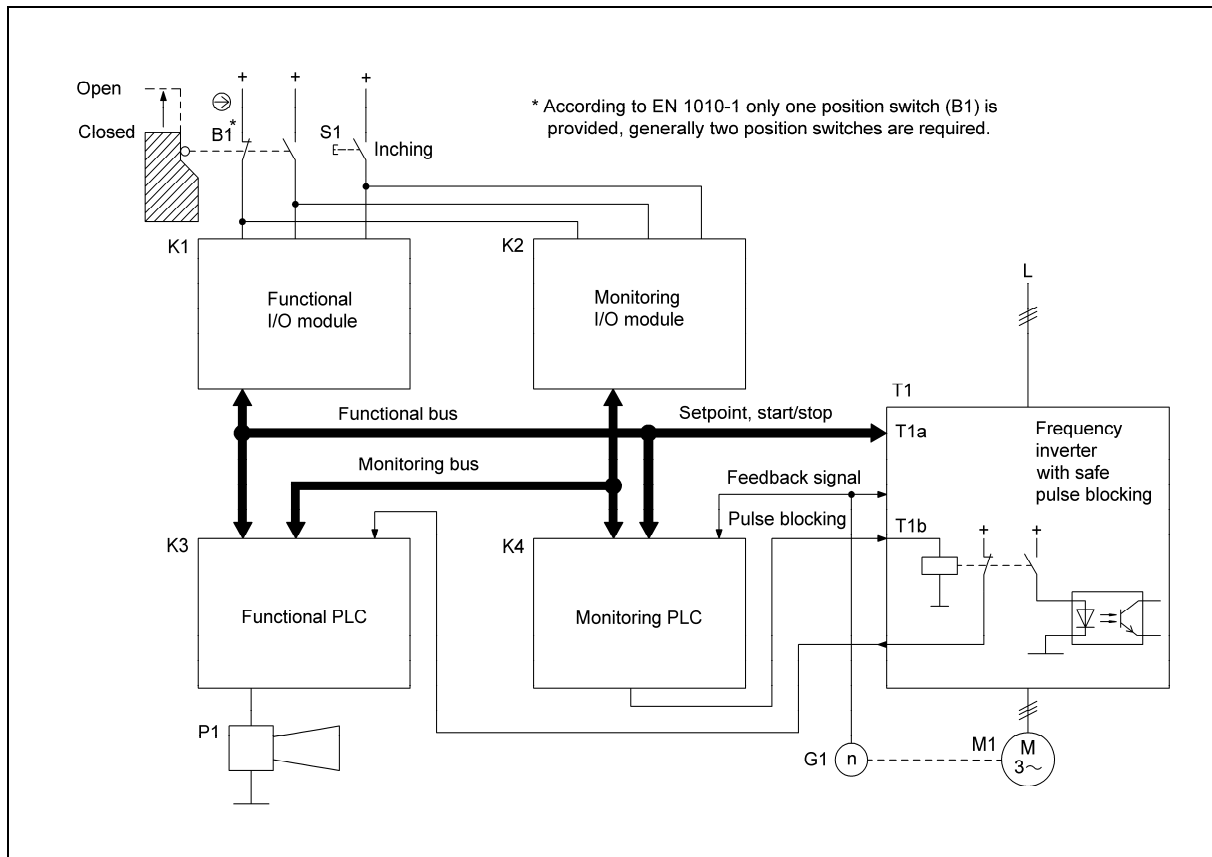 + + +
Open
Closed
B1*
S1
Inching
* According to EN 1010-1 only one position switch (B1) is
provided, generally two position switches are required.
K1
Functional
I/O module
K2
Monitoring
I/O module
L
T1
Functional bus
Setpoint, start/stop
T1a
Frequency
inverter
with safe
pulse blocking
Monitoring bus
Feedback signal
Pulse blocking
T1b
+ +
K3
Functional PLC
K4
Monitoring PLC
P1
G1
n
M1
M
3~